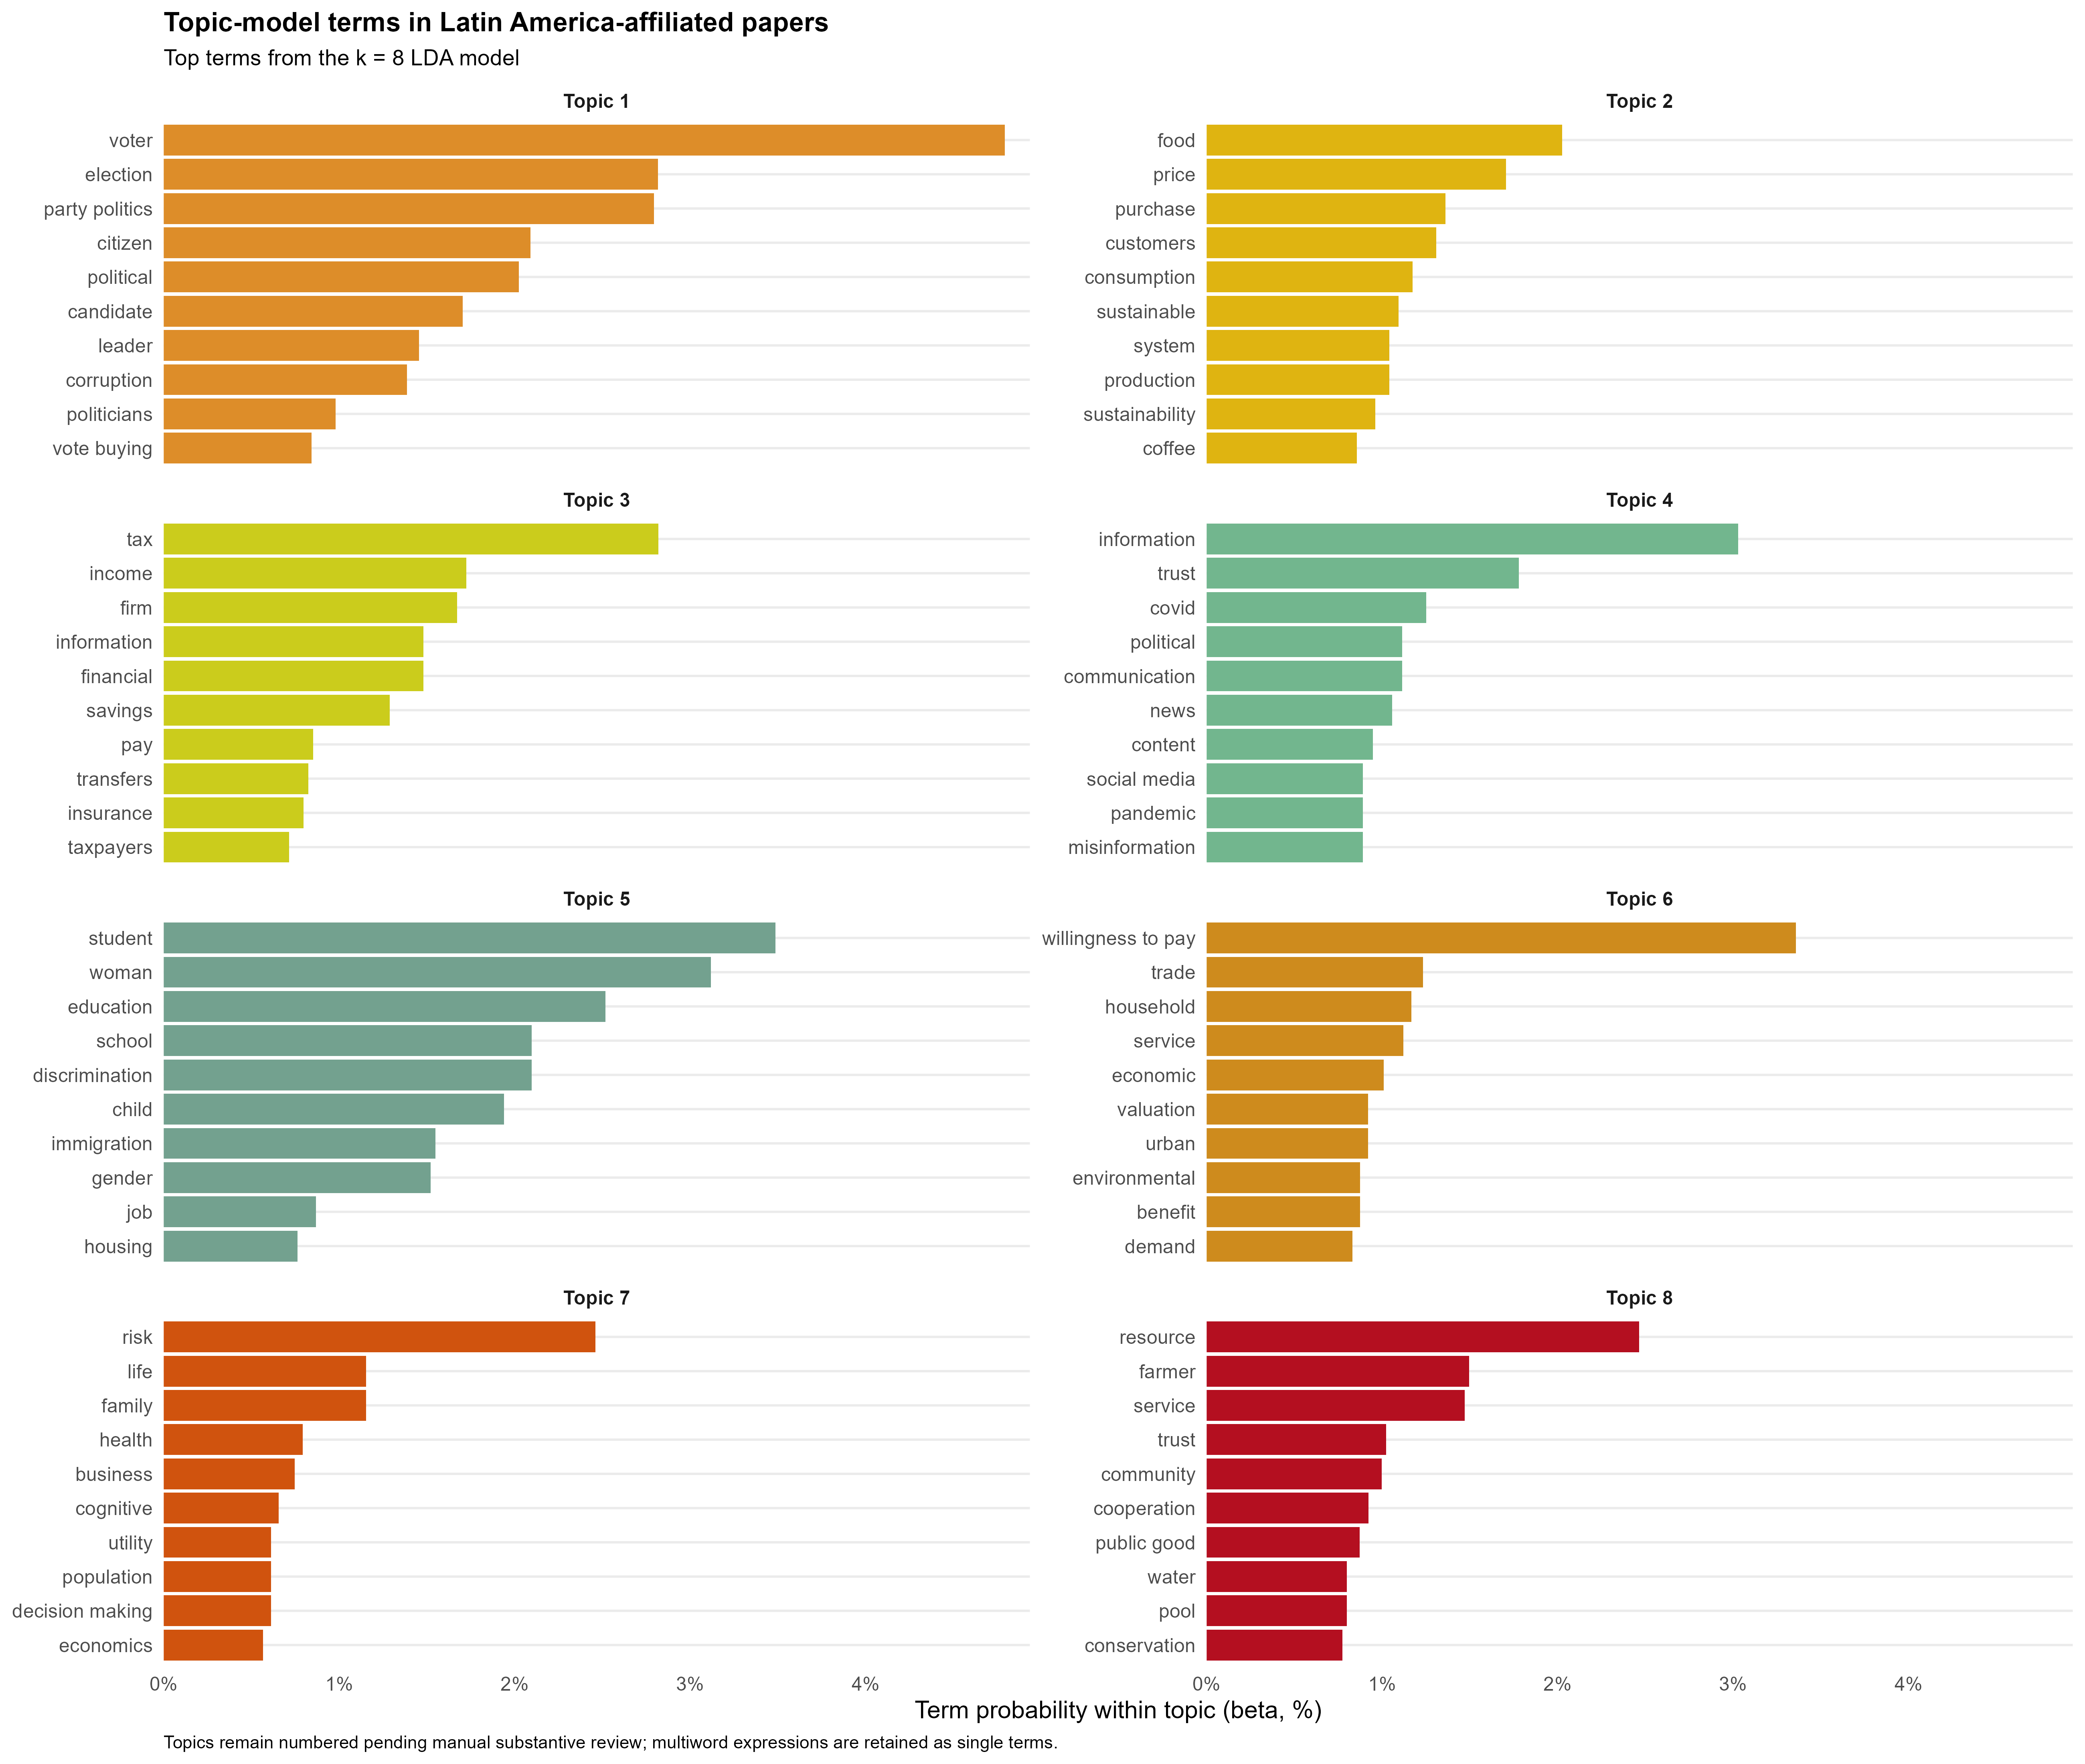 Topic-model terms in Latin America-affiliated papers
Top terms from the k = 8 LDA model
Topic 1
voter
election
party politics
citizen
political
candidate
leader
corruption
politicians
vote buying
Topic 2
food
price
purchase
customers
consumption
sustainable
system
production
sustainability
coffee
Topic 3
tax
income
firm
information
financial
savings
pay
transfers
insurance
taxpayers
Topic 4
information
trust
covid
political
communication
news
content
social media
pandemic
misinformation
Topic 5
student
woman
education
school
discrimination
child
immigration
gender
job
housing
Topic 6
willingness to pay
trade
household
service
economic
valuation
urban
environmental
benefit
demand
Topic 7
risk
life
family
health
business
cognitive
utility
population
decision making
economics
0% 1% 2% 3% 4%
Topic 8
resource
farmer
service
trust
community
cooperation
public good
water
pool
conservation
0% 1% 2% 3% 4%
Term probability within topic (beta, %)
Topics remain numbered pending manual substantive review; multiword expressions are retained as single terms.